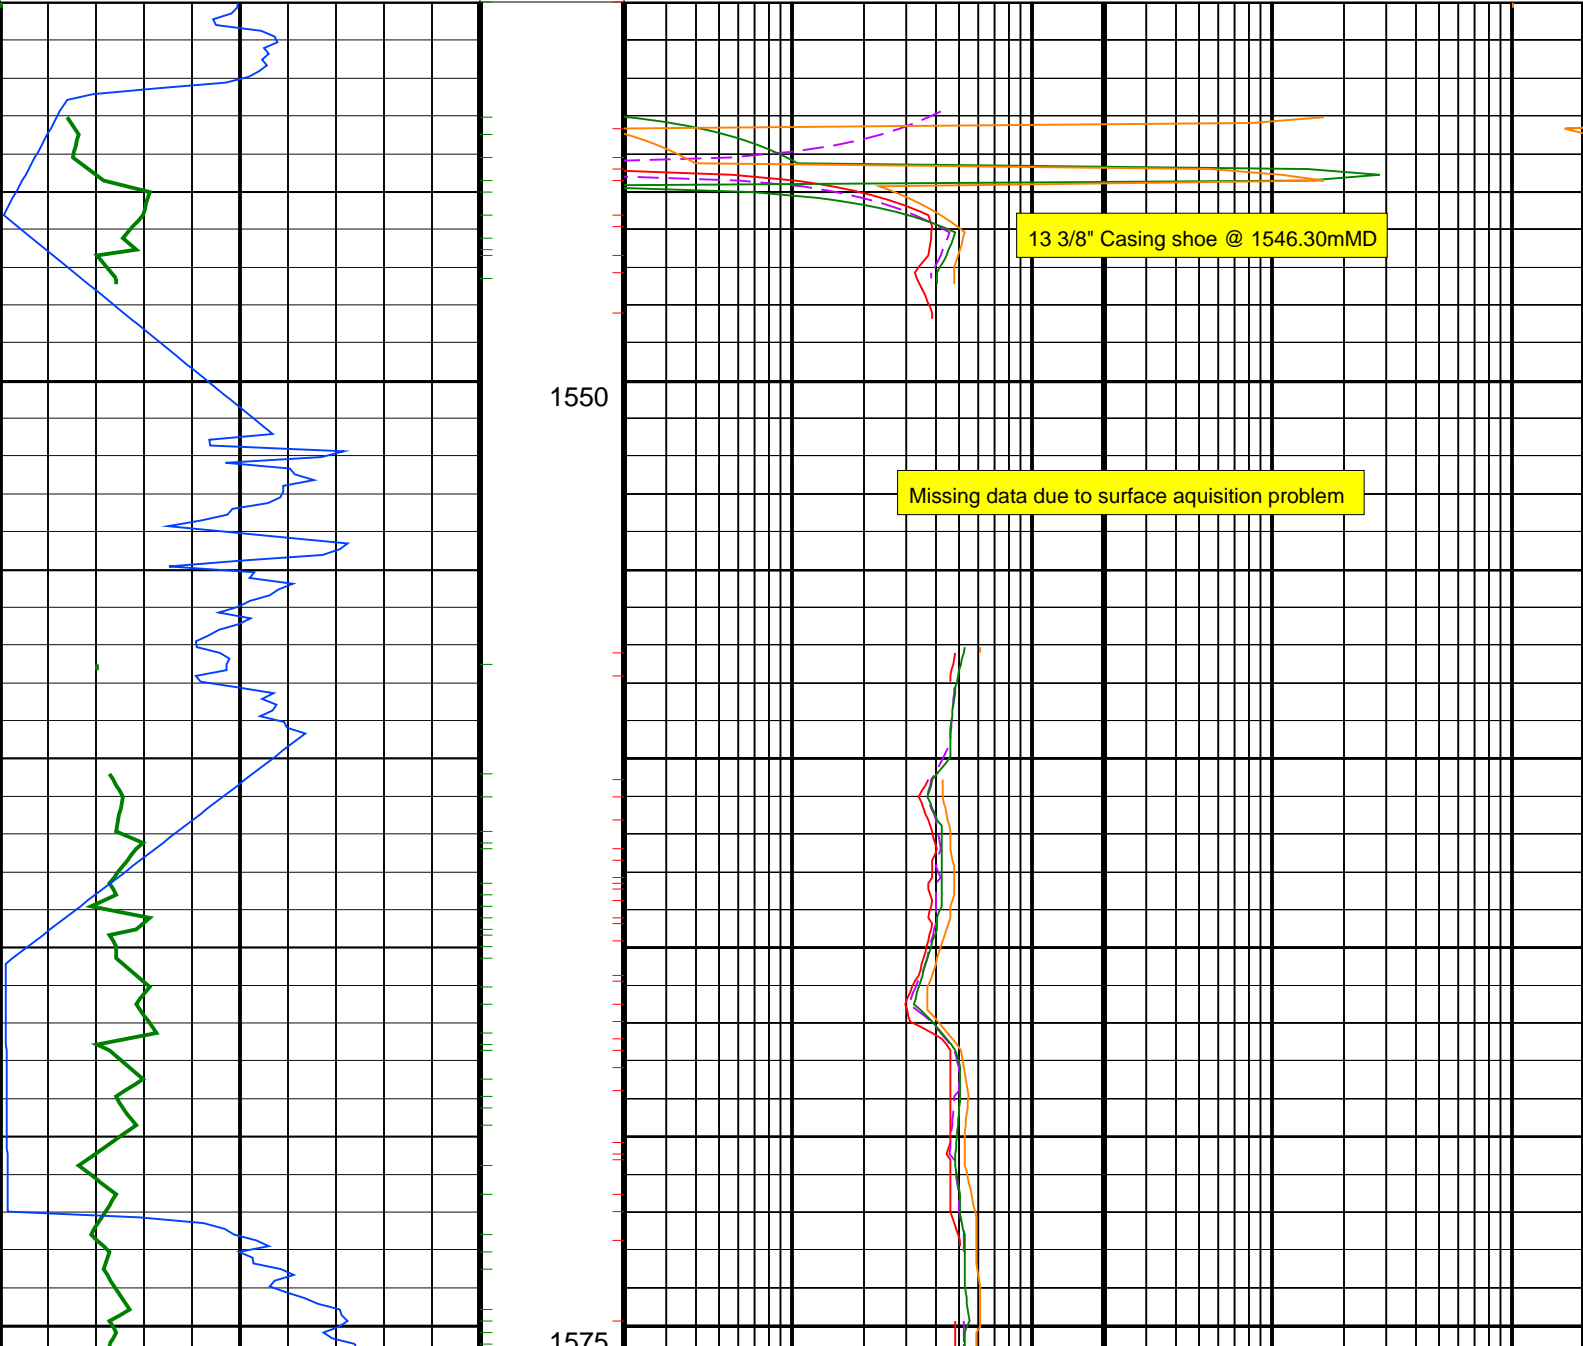 13 3/8" Casing shoe @ 1546.30mMD
1550
Missing data due to surface aquisition problem
1575